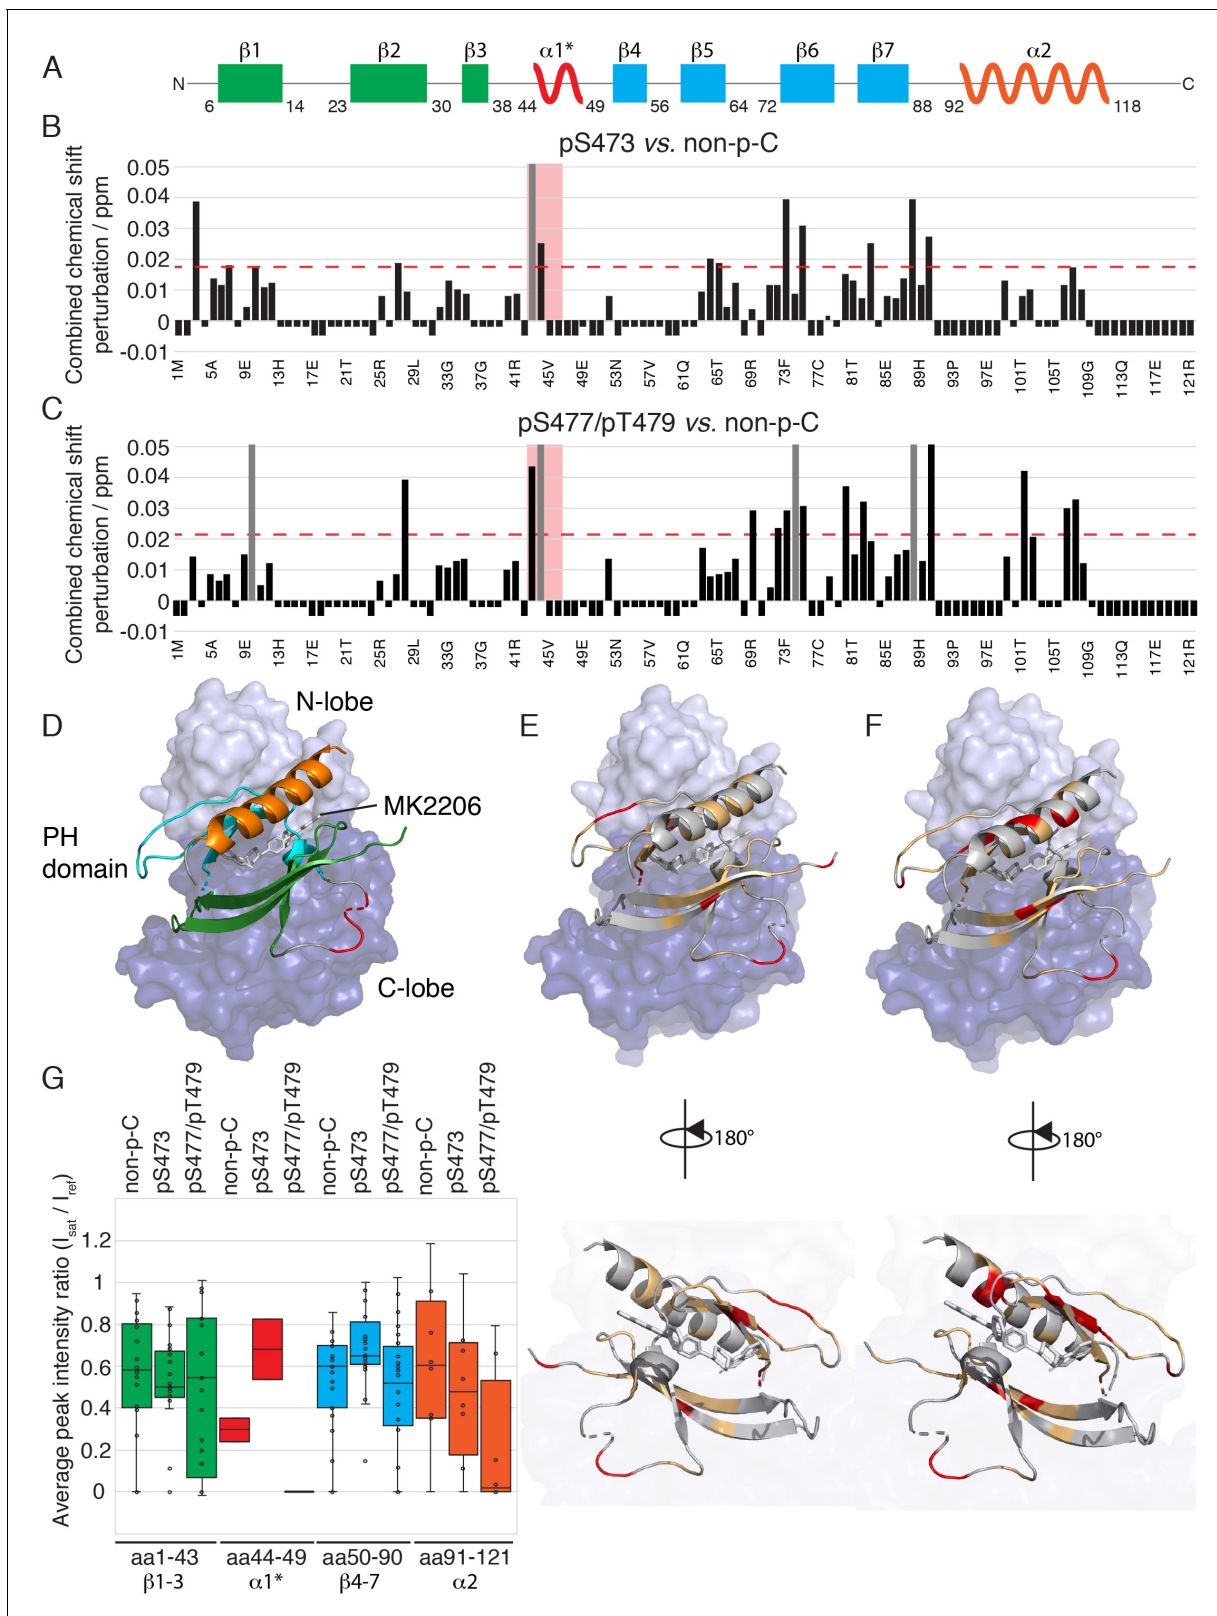 A
β1 β2 β3 α1* β4 β5 β6 β7 α2
N C
6 14 23 30 38 44 49 56 64 72 88 92 118
B
pS473 vs. non-p-C
Combined chemical shift
perturbation / ppm
0.05
0.04
0.03
0.02
0.01
0
-0.01
1M 5A 9E 13H 17E 21T 25R 29L 33G 37G 41R 45V 49E 53N 57V 61Q 65T 69R 73F 77C 81T 85E 89H 93P 97E 101T 105T 109G 113Q 117E 121R
C
pS477/pT479 vs. non-p-C
Combined chemical shift
perturbation / ppm
0.05
0.04
0.03
0.02
0.01
0
-0.01
1M 5A 9E 13H 17E 21T 25R 29L 33G 37G 41R 45V 49E 53N 57V 61Q 65T 69R 73F 77C 81T 85E 89H 93P 97E 101T 105T 109G 113Q 117E 121R
D
N-lobe
E
F
MK2206
PH
domain
C-lobe
180°
180°
G
non-p-C pS473 pS477/pT479 non-p-C pS473 pS477/pT479 non-p-C pS473 pS477/pT479 non-p-C pS473 pS477/pT479
Average peak intensity ratio (Isat / Iref)
1.2
1
0.8
0.6
0.4
0.2
0
aa1-43 aa44-49 aa50-90 aa91-121
β1-3 α1* β4-7 α2